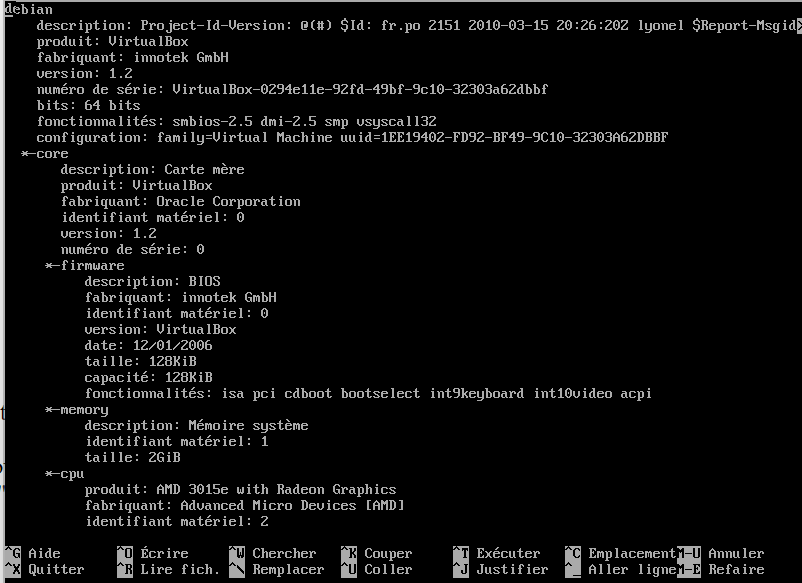 debian
description: Project-Id-Version: @(#) $Id: fr.po 2151 2010-03-15 20:26:20Z lyonel $Report-Msgid>
produit: VirtualBox
fabriquant: innotek GmbH
version: 1.2
numéro de série: VirtualBox-0294e11e-92fd-49bf-9c10-32303a62dbbf
bits: 64 bits
fonctionnalités: smbios-2.5 dmi-2.5 smp vsyscall32
configuration: family=Virtual Machine uuid=1EE19402-FD92-BF49-9C10-32303A62DBBF
*-core
description: Carte mère
produit: VirtualBox
fabriquant: Oracle Corporation
identifiant matériel: 0
version: 1.2
numéro de série: 0
*-firmware
description: BIOS
fabriquant: innotek GmbH
identifiant matériel: 0
version: VirtualBox
date: 12/01/2006
taille: 128KiB
capacité: 128KiB
fonctionnalités: isa pci cdboot bootselect int9keyboard int10video acpi
*-memory
description: Mémoire système
identifiant matériel: 1
taille: 2GiB
*-cpu
produit: AMD 3015e with Radeon Graphics
fabriquant: Advanced Micro Devices [AMD]
identifiant matériel: 2
^G Aide ^O Écrire ^W Chercher ^K Couper ^T Exécuter ^C Emplacement M-U Annuler
^X Quitter ^R Lire fich. ^\ Remplacer ^U Coller ^J Justifier ^_ Aller ligne M-E Refaire